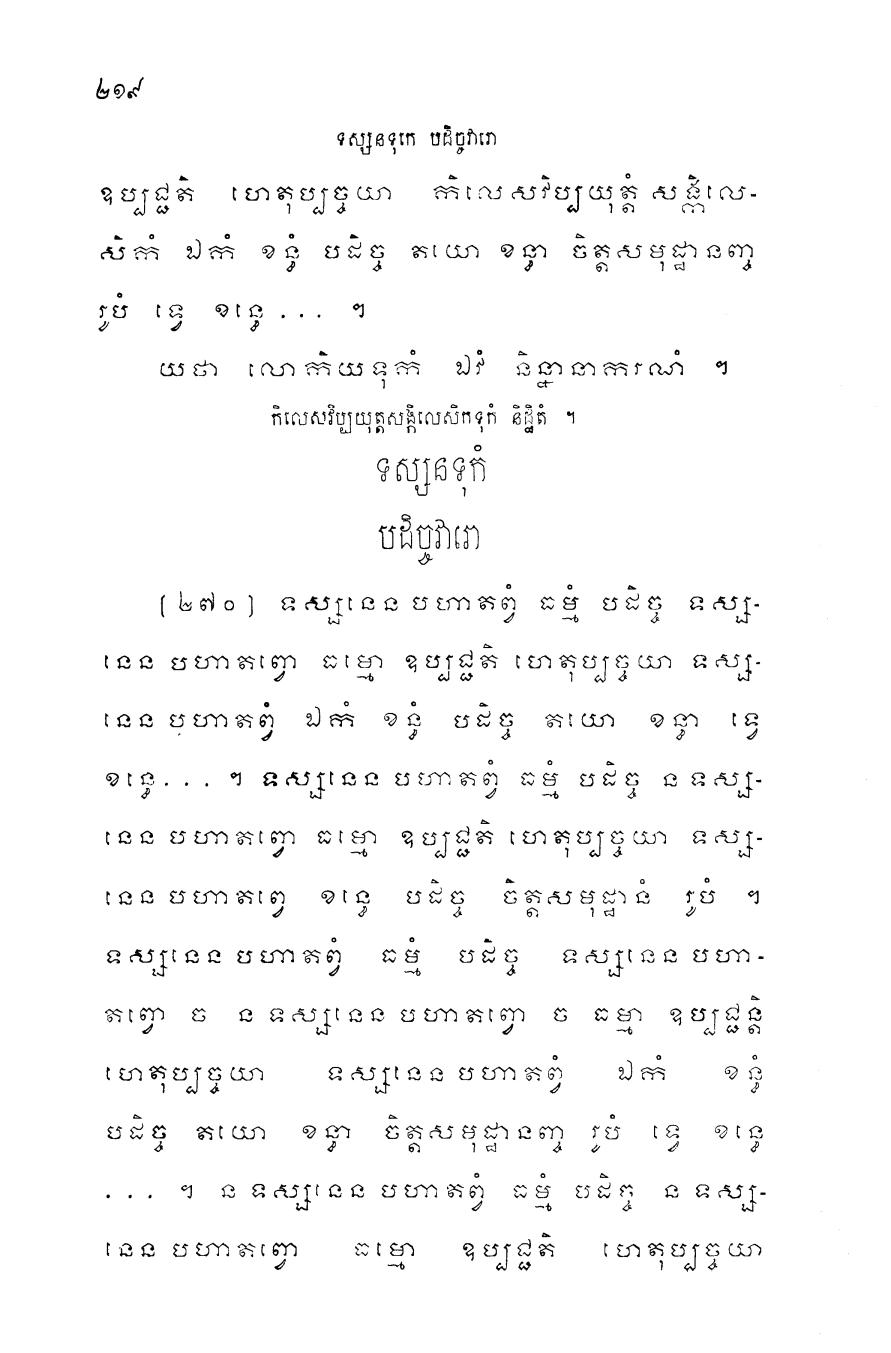 ២១៩
ទស្សនទុកេ បដិច្ចវារោ
ឧប្បជ្ជតិ ហេតុប្បច្ចយា កិលេសវិប្បយុត្តំ សង្កិលេ-
សិកំ ឯកំ ខន្ធំ បដិច្ច តយោ ខន្ធា ចិត្តសមុដ្ឋានញ្ច
រូបំ ទ្វេ ខន្ធេ ... ។
យថា លោកិយទុកំ ឯវំ និន្នានាករណំ ។
កិលេសវិប្បយុត្តសង្កិលេសិកទុកំ និដ្ឋិតំ ។
ទស្សនទុកំ
បដិច្ចវារោ
[២៧០] ទស្សនេន បហាតព្វំ ធម្មំ បដិច្ច ទស្ស-
នេន បហាតព្វោ ធម្មោ ឧប្បជ្ជតិ ហេតុប្បច្ចយា ទស្ស-
នេន បហាតព្វំ ឯកំ ខន្ធំ បដិច្ច តយោ ខន្ធា ទ្វេ
ខន្ធេ... ។ ទស្សនេន បហាតព្វំ ធម្មំ បដិច្ច ន ទស្ស-
នេន បហាតព្វោ ធម្មោ ឧប្បជ្ជតិ ហេតុប្បច្ចយា ទស្ស-
នេន បហាតព្វេ ខន្ធេ បដិច្ច ចិត្តសមុដ្ឋានំ រូបំ ។
ទស្សនេន បហាតព្វំ ធម្មំ បដិច្ច ទស្សនេន បហា-
តព្វោ ច ន ទស្សនេន បហាតព្វោ ច ធម្មា ឧប្បជ្ជន្តិ
ហេតុប្បច្ចយា ទស្សនេន បហាតព្វំ ឯកំ ខន្ធំ
បដិច្ច តយោ ខន្ធា ចិត្តសមុដ្ឋានញ្ច រូបំ ទ្វេ ខន្ធេ
... ។ ន ទស្សនេន បហាតព្វំ ធម្មំ បដិច្ច ន ទស្ស-
នេន បហាតព្វោ ធម្មោ ឧប្បជ្ជតិ ហេតុប្បច្ចយា